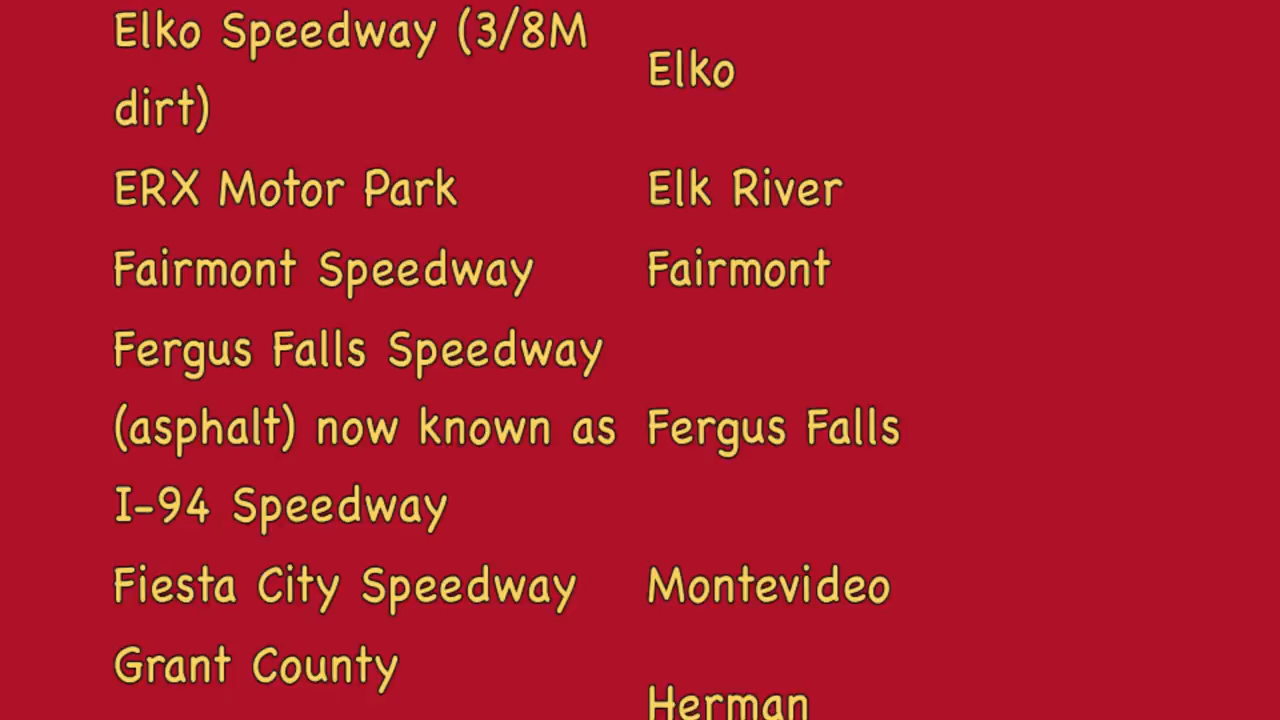 Elko Speedway (3/8M
dirt)
Elko
ERX Motor Park
Elk River
Fairmont Speedway
Fairmont
Fergus Falls Speedway
(asphalt) now known as
I-94 Speedway
Fergus Falls
Fiesta City Speedway
Montevideo
Grant County
Herman